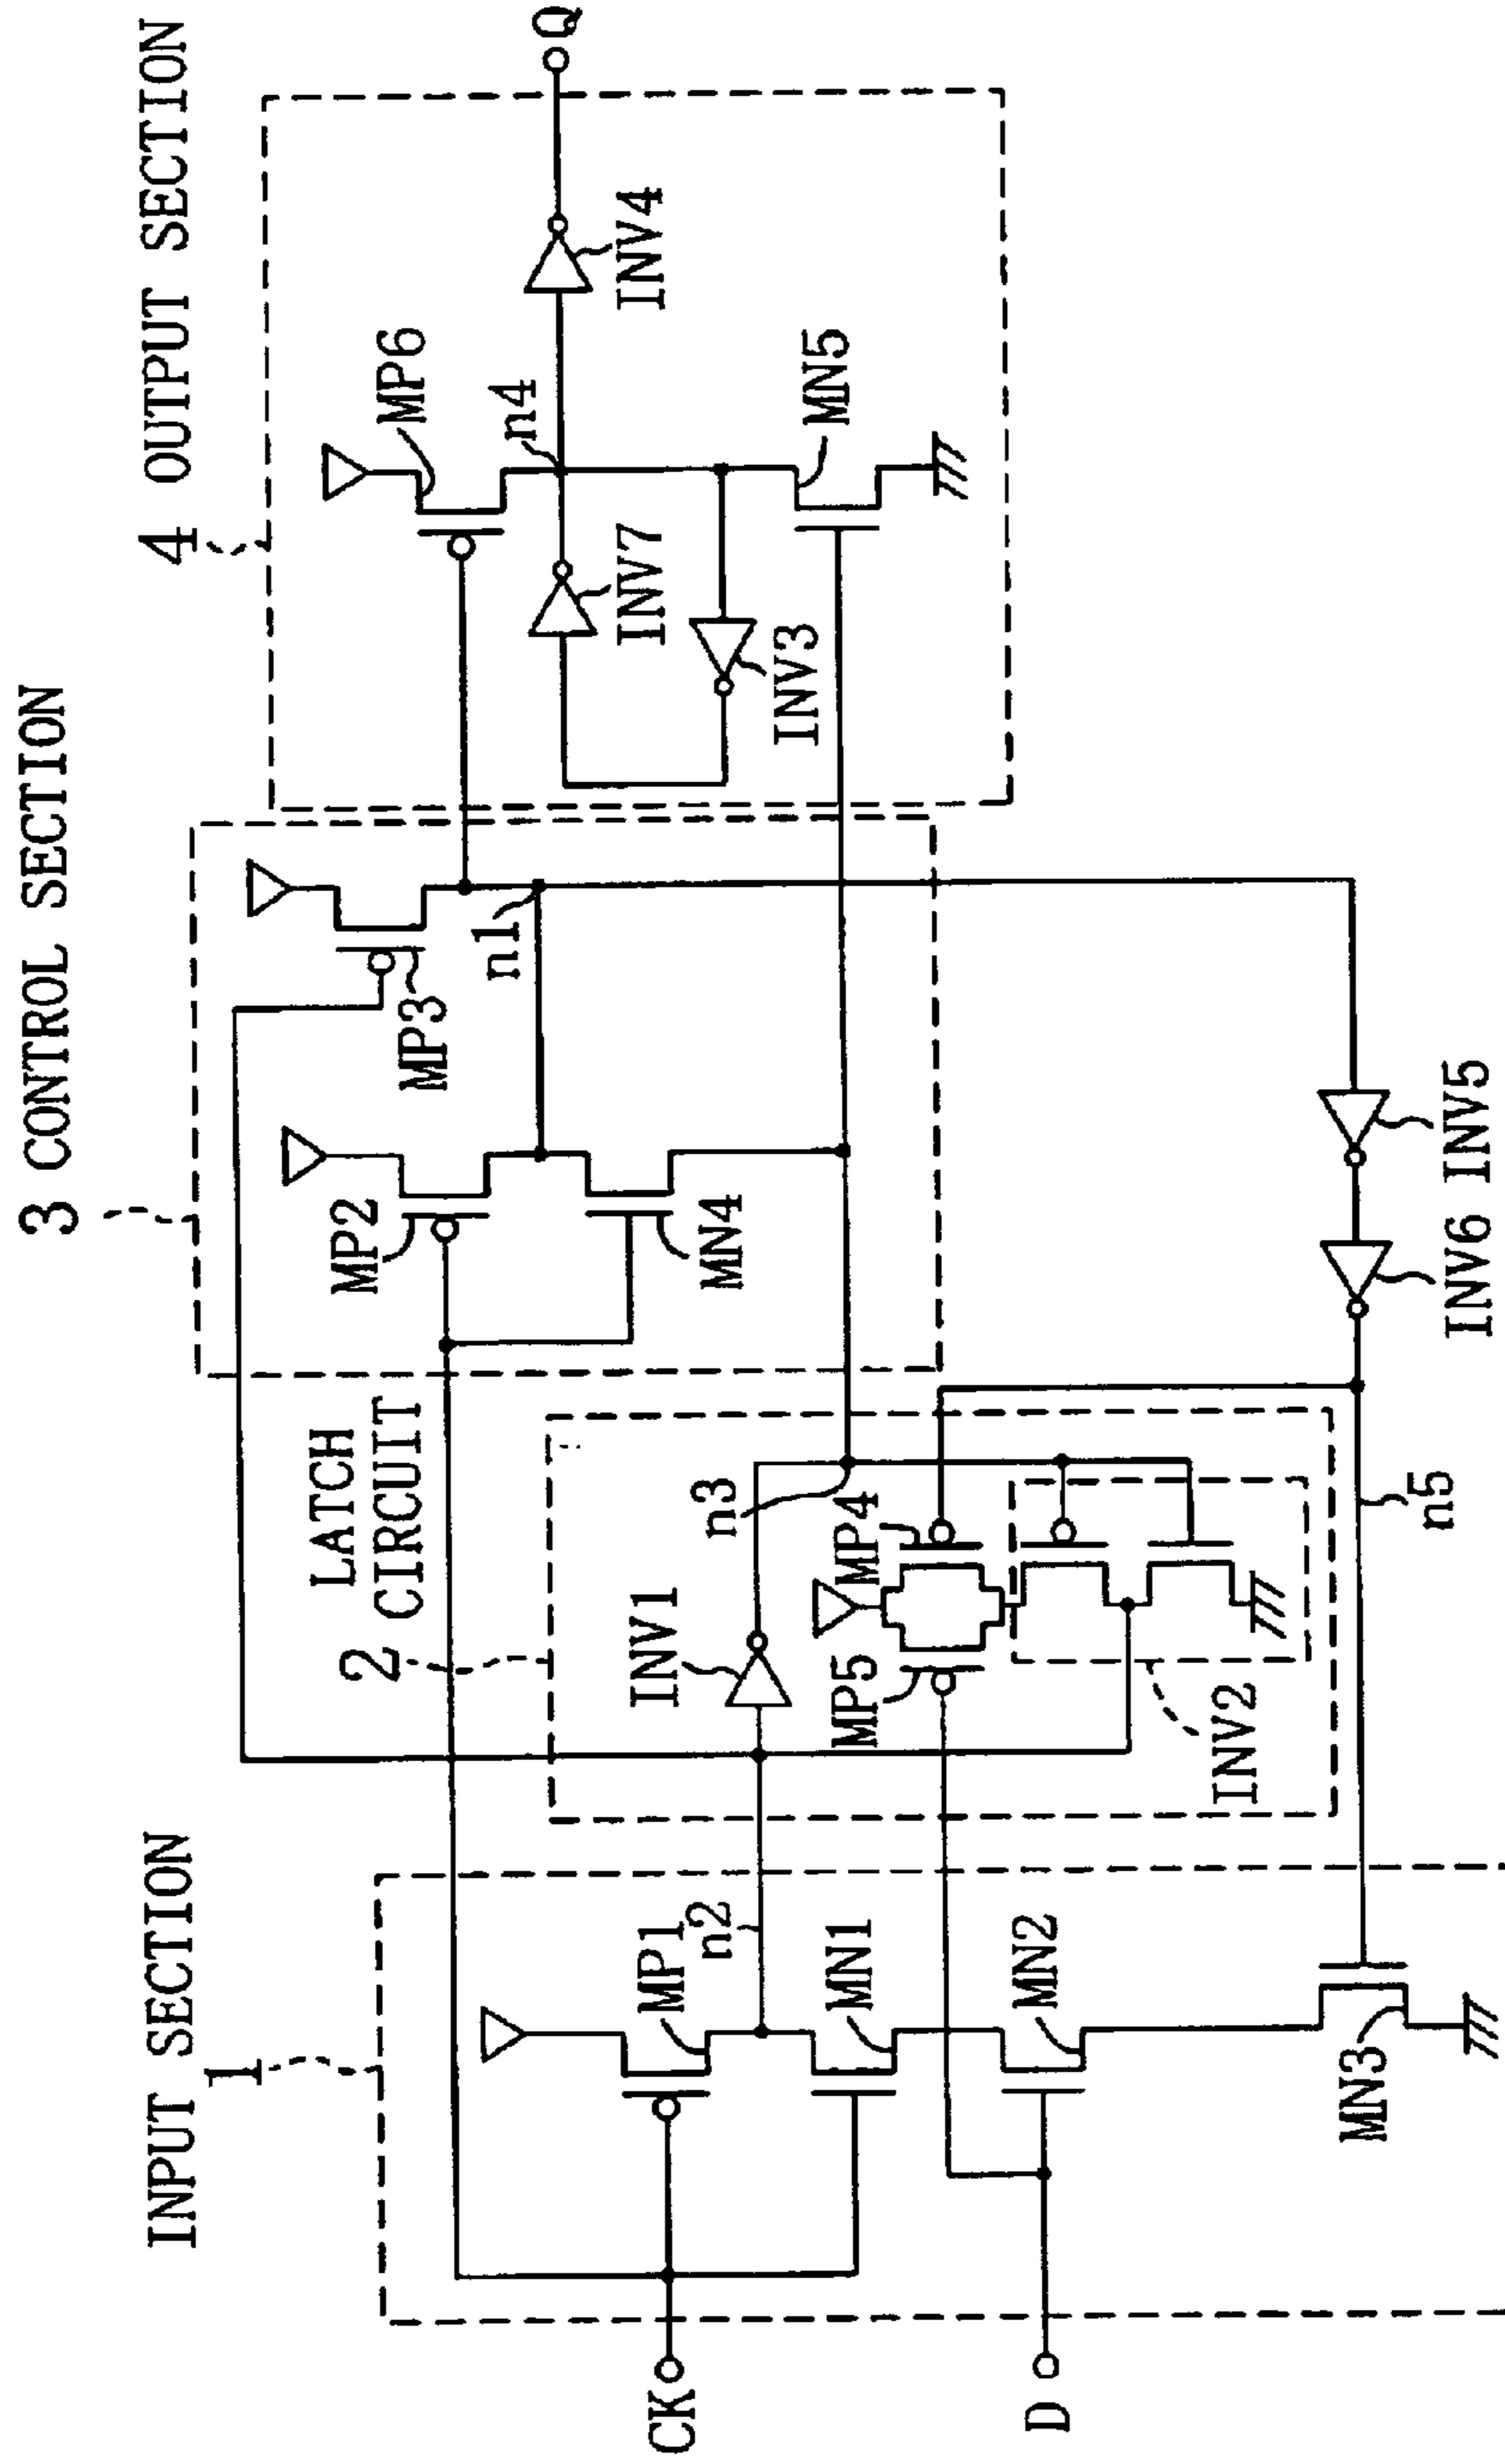 3 CONTROL SECTION
4 OUTPUT SECTION
INPUT SECTION
1
LATCH
2 CIRCUIT
MP3
MP2
MP6
n1
n4
Q
MN4
INV7
INV4
INV3
MN5
CK
MP1
n2
INV1
n3
MN1
MP5
MP4
D
MN2
INV2
MN3
n5
INV6
INV5